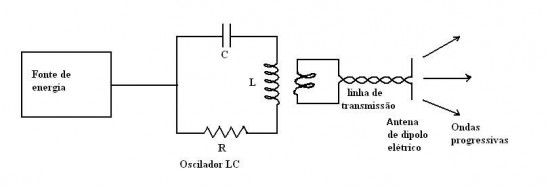 Fonte de
energia
C
L
R
Oscilador LC
linha de
transmissão
Antena
de dipolo
elétrico
Ondas
progressivas